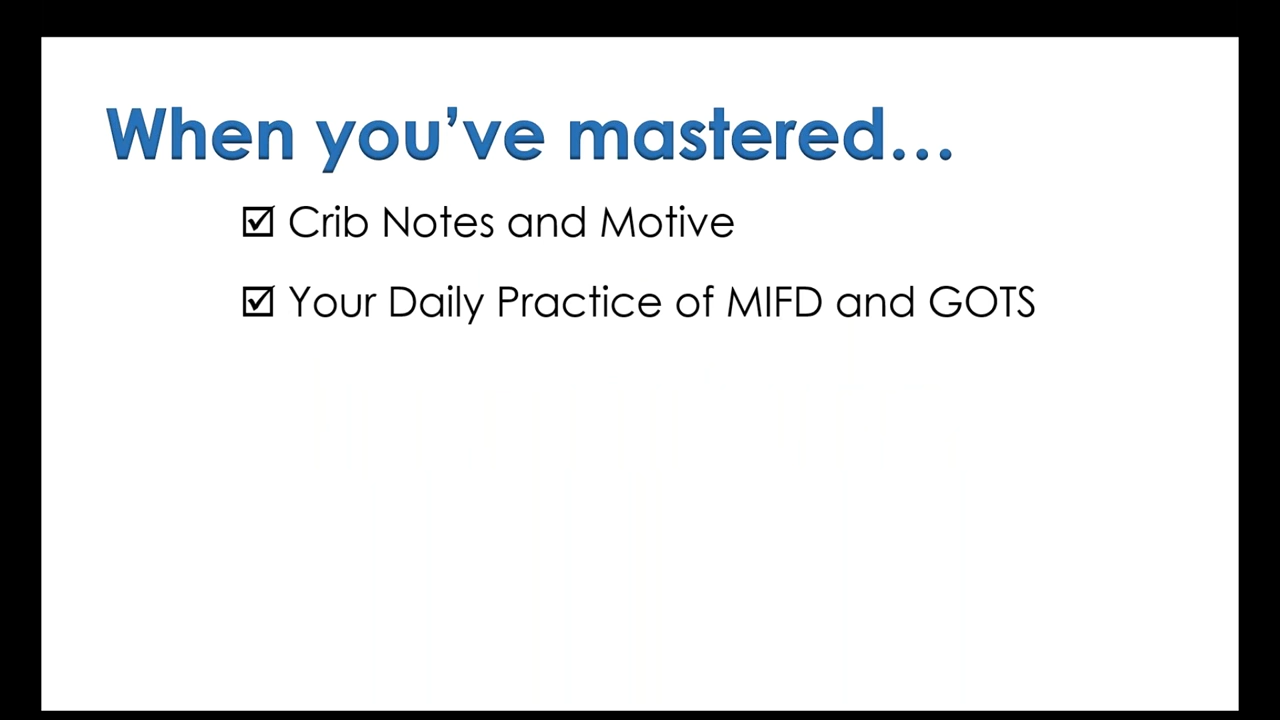 When you’ve mastered...
☑ Crib Notes and Motive
☑ Your Daily Practice of MIFD and GOTS